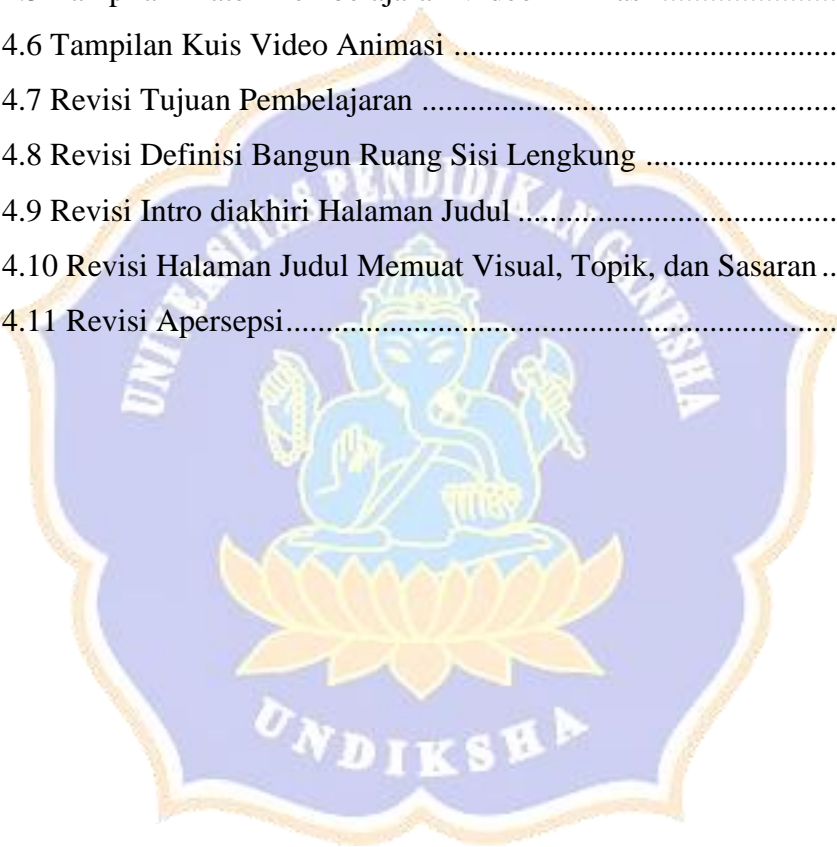 4.6 Tampilan Kuis Video Animasi ................................................
4.7 Revisi Tujuan Pembelajaran ....................................................
4.8 Revisi Definisi Bangun Ruang Sisi Lengkung ........................
4.9 Revisi Intro diakhiri Halaman Judul ........................................
4.10 Revisi Halaman Judul Memuat Visual, Topik, dan Sasaran ..
4.11 Revisi Apersepsi.....................................................................
UNIVERSITAS PENDIDIKAN GANESHA
UNDIKSHA